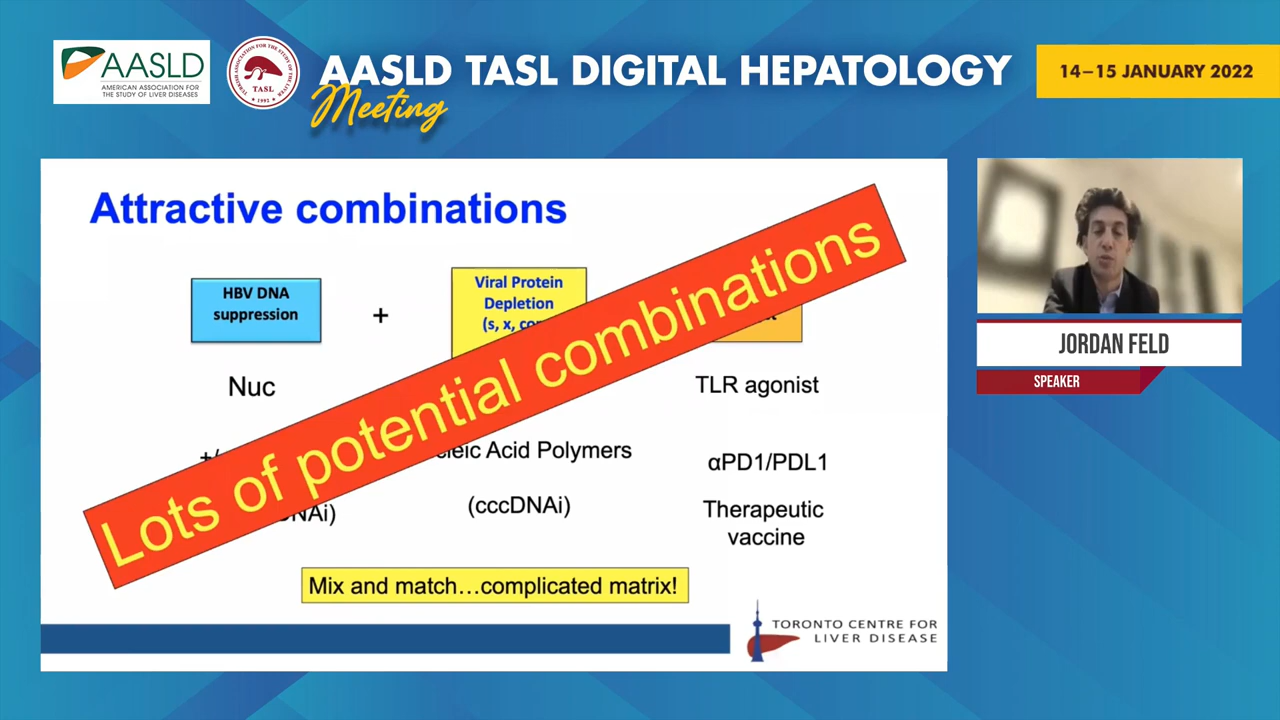 AASLD
AMERICAN ASSOCIATION FOR
THE STUDY OF LIVER DISEASES
TASL
1992
AASLD TASL DIGITAL HEPATOLOGY
Meeting
14–15 JANUARY 2022
Attractive combinations
HBV DNA
suppression
+
Viral Protein
Depletion
(s, x,
Nuc
TLR agonist
Lots of potential combinations
Acid Polymers
αPD1/PDL1
(cccDNAi)
Therapeutic
vaccine
Mix and match…complicated matrix!
TORONTO CENTRE FOR
LIVER DISEASE
JORDAN FELD
SPEAKER